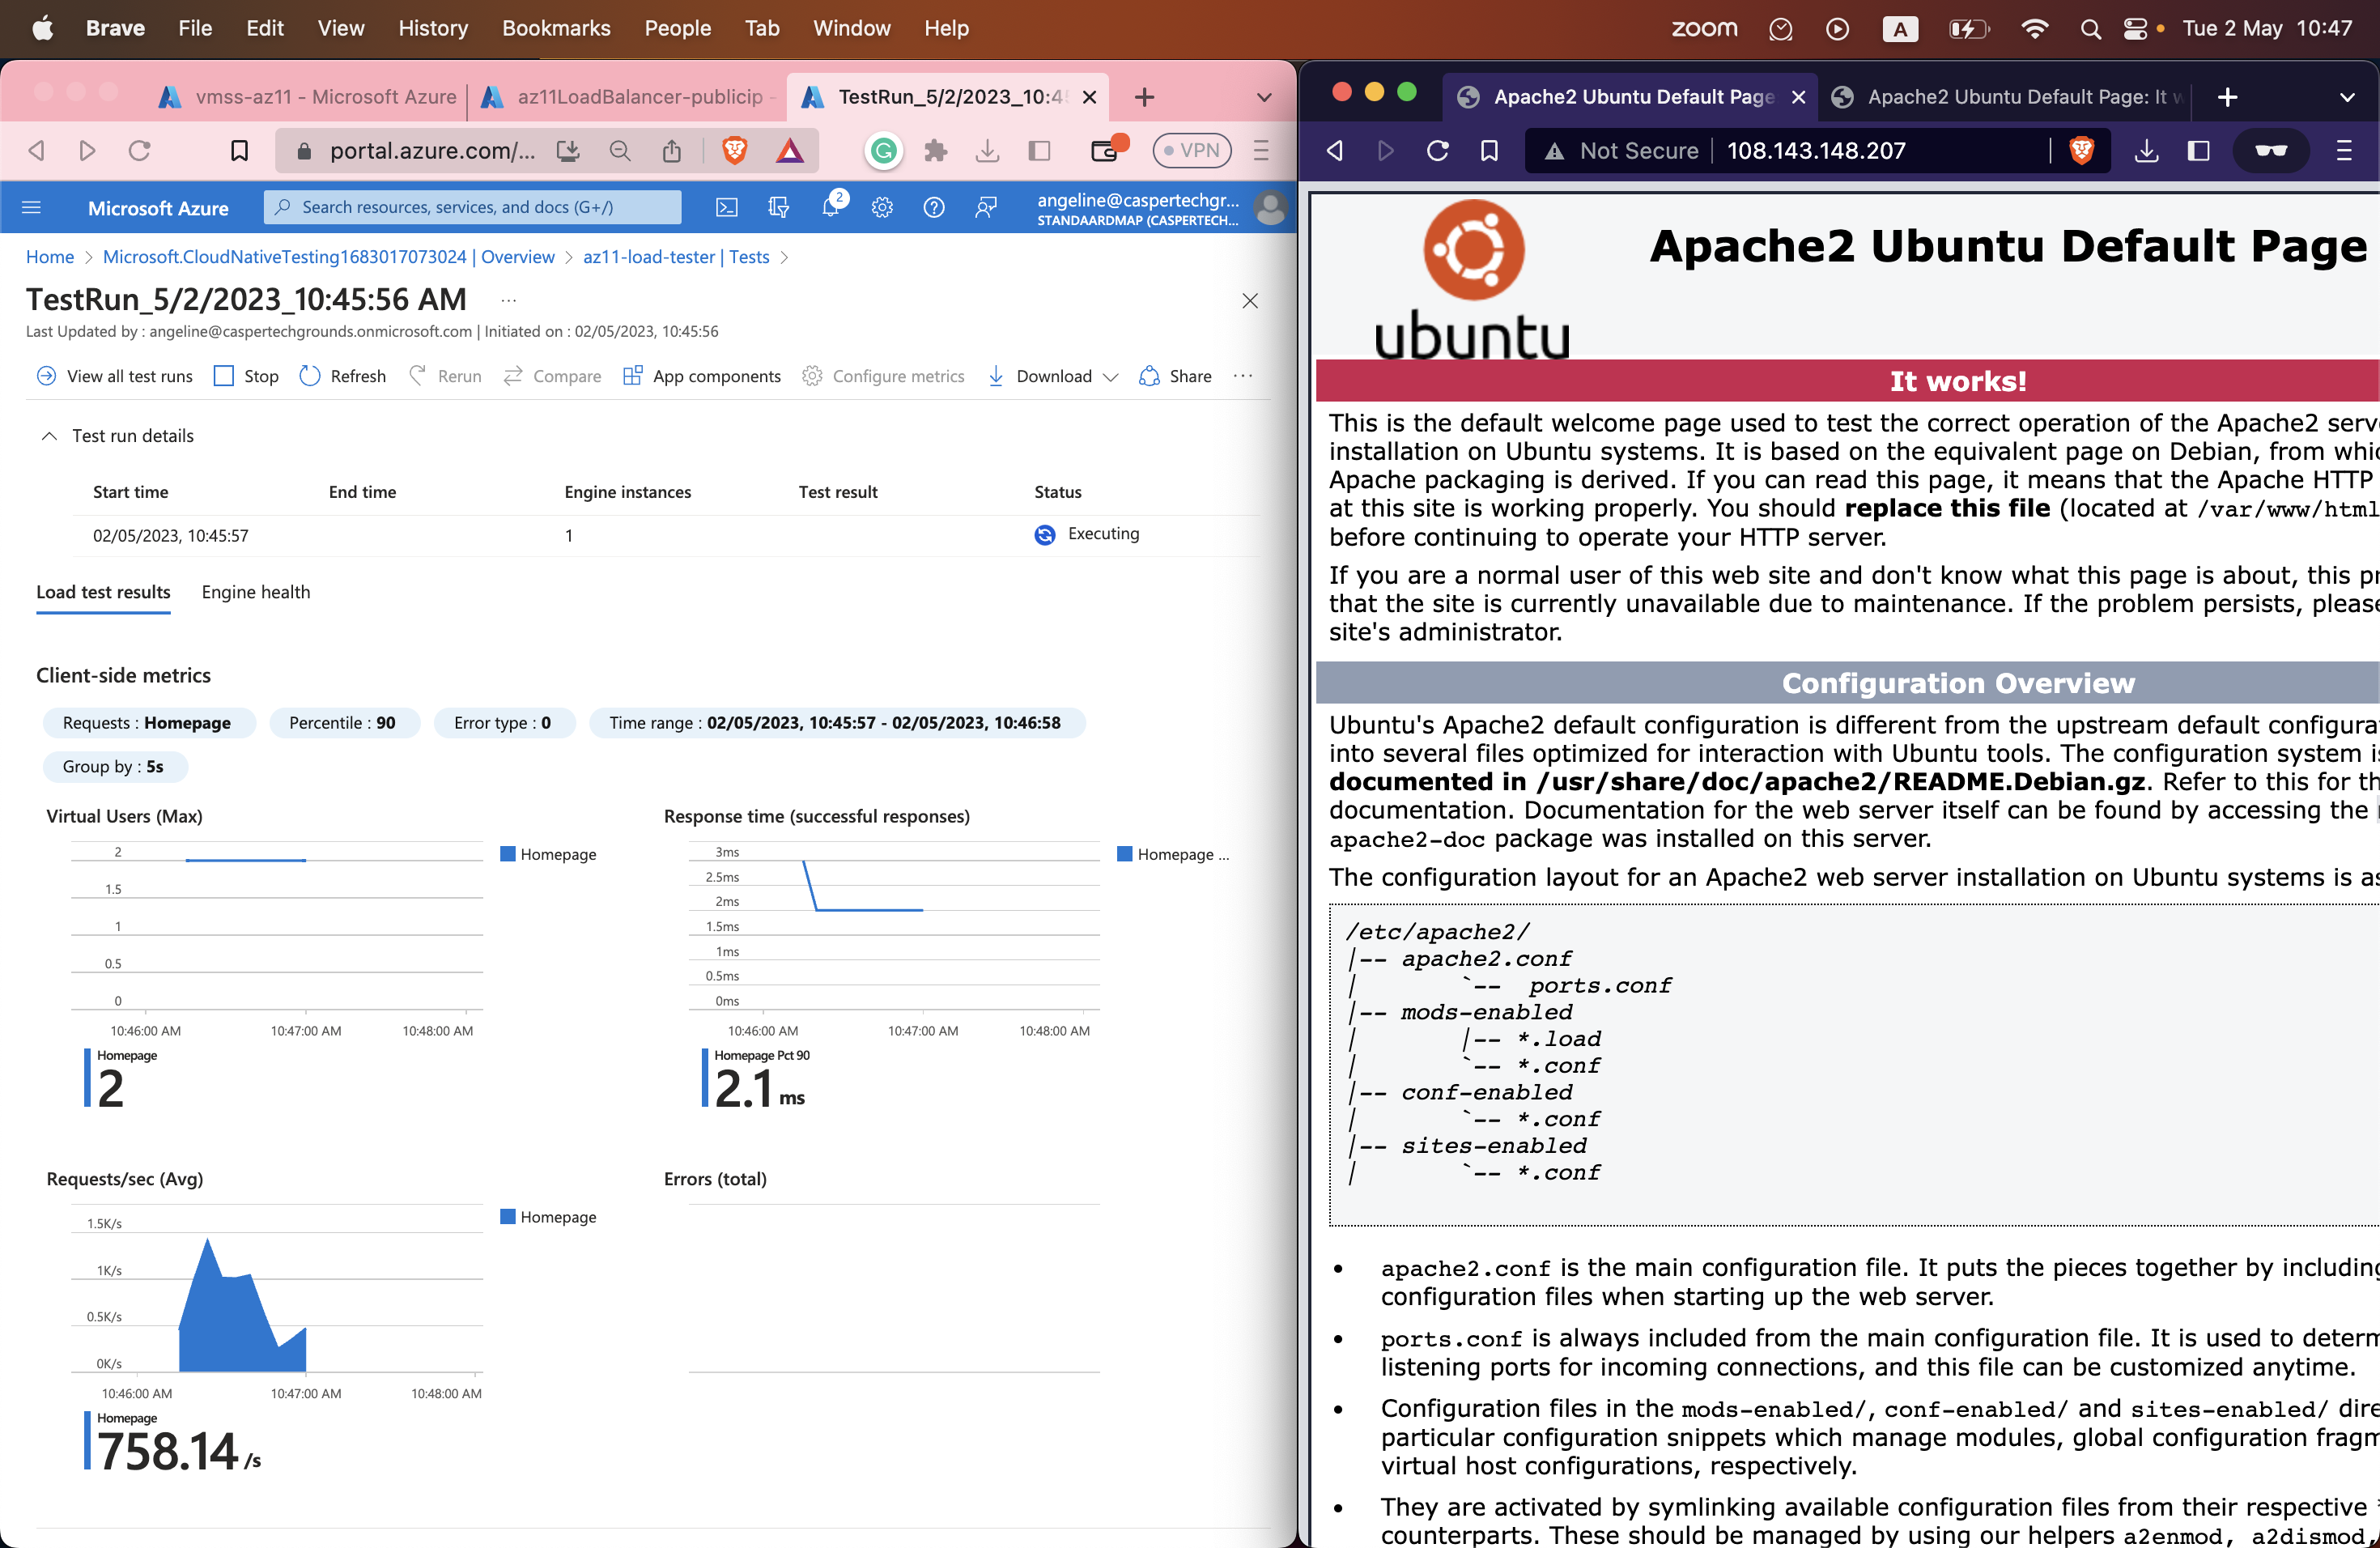 Brave File Edit View History Bookmarks People Tab Window Help zoom A Tue 2 May 10:47
vmss-az11 - Microsoft Azure
az11LoadBalancer-publicip -
TestRun_5/2/2023_10:45
portal.azure.com/...
VPN
Microsoft Azure
Search resources, services, and docs (G+/)
2
angeline@caspertechgr...
STANDAARDMAP (CASPERTECH...
Home > Microsoft.CloudNativeTesting1683017073024 | Overview > az11-load-tester | Tests >
TestRun_5/2/2023_10:45:56 AM ...
Last Updated by : angeline@caspertechgrounds.onmicrosoft.com | Initiated on : 02/05/2023, 10:45:56
View all test runs Stop Refresh Rerun Compare App components Configure metrics Download Share ...
Test run details
Start time End time Engine instances Test result Status
02/05/2023, 10:45:57 1 Executing
Load test results Engine health
Client-side metrics
Requests : Homepage Percentile : 90 Error type : 0 Time range : 02/05/2023, 10:45:57 - 02/05/2023, 10:46:58
Group by : 5s
Virtual Users (Max)
2
1.5
1
0.5
0
10:46:00 AM 10:47:00 AM 10:48:00 AM
Homepage
Homepage
2
Response time (successful responses)
3ms
2.5ms
2ms
1.5ms
1ms
0.5ms
0ms
10:46:00 AM 10:47:00 AM 10:48:00 AM
Homepage ...
Homepage Pct 90
2.1 ms
Requests/sec (Avg)
1.5K/s
1K/s
0.5K/s
0K/s
10:46:00 AM 10:47:00 AM 10:48:00 AM
Homepage
Homepage
758.14 /s
Errors (total)
Apache2 Ubuntu Default Page
Apache2 Ubuntu Default Page: It w
Not Secure 108.143.148.207
ubuntu
Apache2 Ubuntu Default Page
It works!
This is the default welcome page used to test the correct operation of the Apache2 serv
installation on Ubuntu systems. It is based on the equivalent page on Debian, from whic
Apache packaging is derived. If you can read this page, it means that the Apache HTTP
at this site is working properly. You should replace this file (located at /var/www/html
before continuing to operate your HTTP server.
If you are a normal user of this web site and don't know what this page is about, this pr
that the site is currently unavailable due to maintenance. If the problem persists, please
site's administrator.
Configuration Overview
Ubuntu's Apache2 default configuration is different from the upstream default configurat
into several files optimized for interaction with Ubuntu tools. The configuration system is
documented in /usr/share/doc/apache2/README.Debian.gz. Refer to this for th
documentation. Documentation for the web server itself can be found by accessing the
apache2-doc package was installed on this server.
The configuration layout for an Apache2 web server installation on Ubuntu systems is as
/etc/apache2/
|-- apache2.conf
|       `--  ports.conf
|-- mods-enabled
|       |-- *.load
|       `-- *.conf
|-- conf-enabled
|       `-- *.conf
|-- sites-enabled
|       `-- *.conf
• apache2.conf is the main configuration file. It puts the pieces together by including
configuration files when starting up the web server.
• ports.conf is always included from the main configuration file. It is used to determ
listening ports for incoming connections, and this file can be customized anytime.
• Configuration files in the mods-enabled/, conf-enabled/ and sites-enabled/ dire
particular configuration snippets which manage modules, global configuration fragm
virtual host configurations, respectively.
• They are activated by symlinking available configuration files from their respective
counterparts. These should be managed by using our helpers a2enmod, a2dismod,